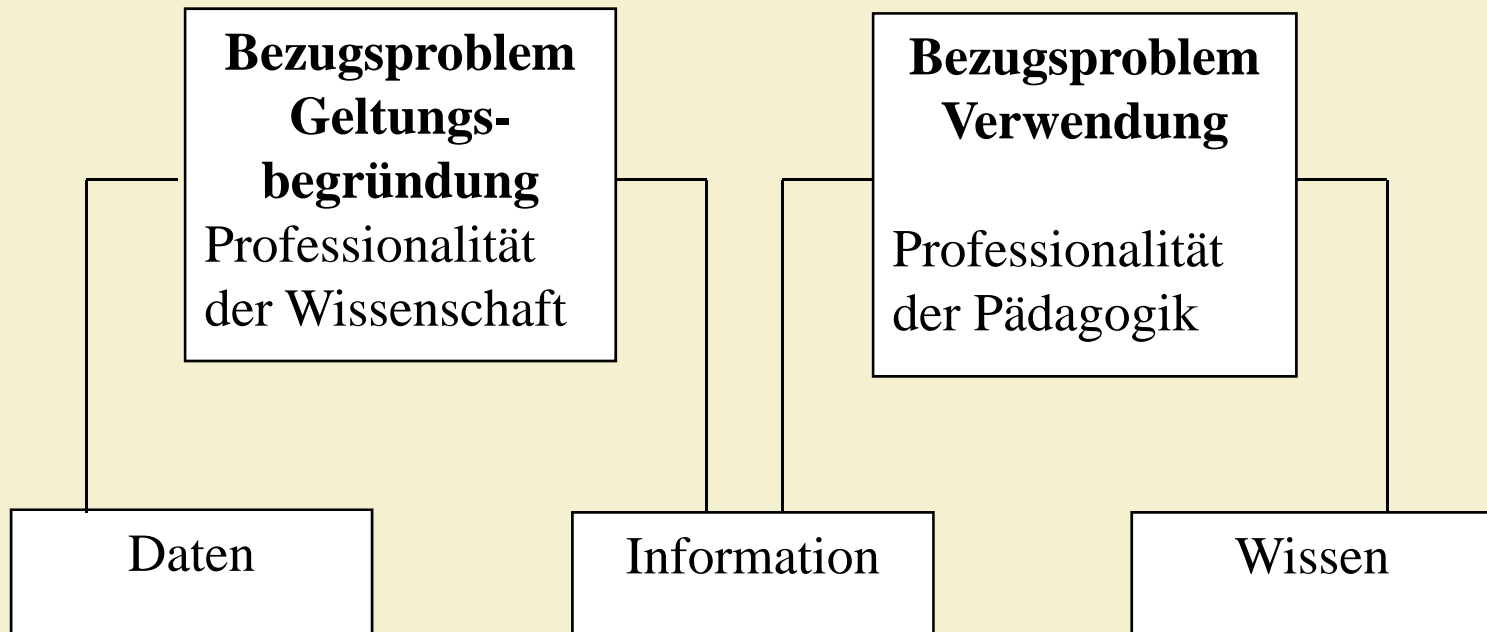 Bezugsproblem
Geltungs-
begründung
Professionalität
der Wissenschaft
Bezugsproblem
Verwendung
Professionalität
der Pädagogik
Daten
Information
Wissen